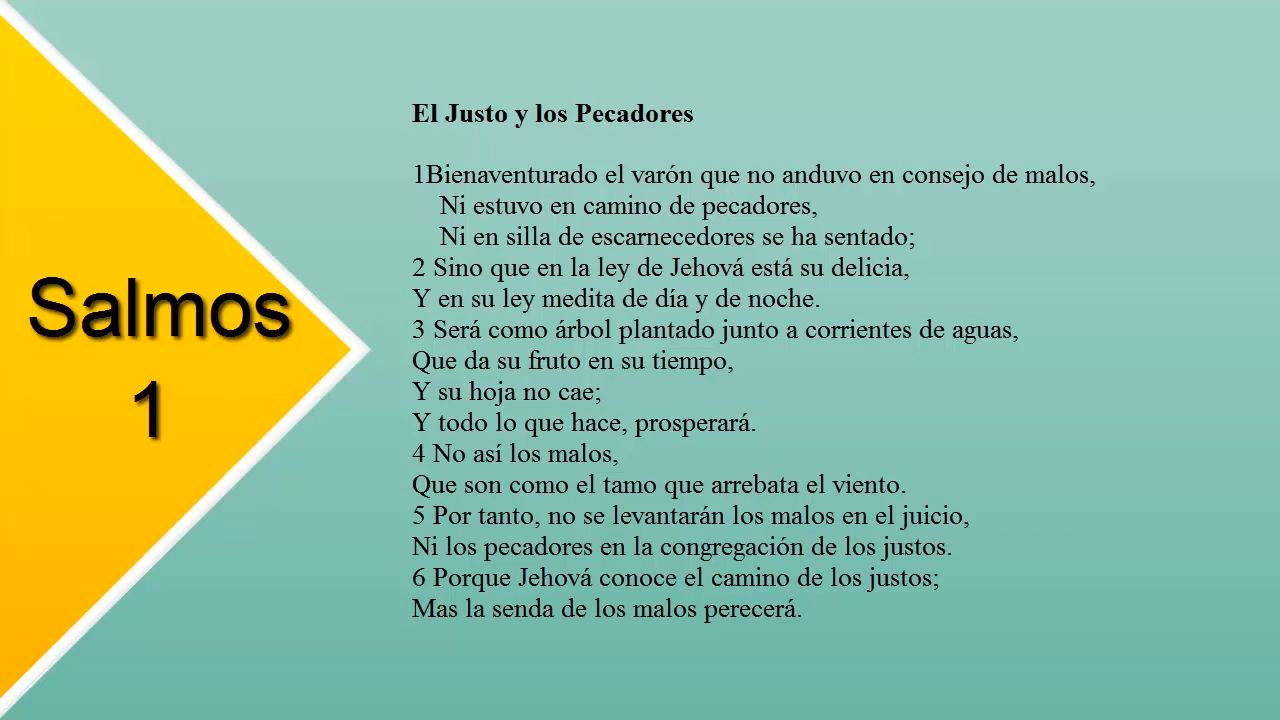 Salmos
1
El Justo y los Pecadores
1Bienaventurado el varón que no anduvo en consejo de malos,
Ni estuvo en camino de pecadores,
Ni en silla de escarnecedores se ha sentado;
2 Sino que en la ley de Jehová está su delicia,
Y en su ley medita de día y de noche.
3 Será como árbol plantado junto a corrientes de aguas,
Que da su fruto en su tiempo,
Y su hoja no cae;
Y todo lo que hace, prosperará.
4 No así los malos,
Que son como el tamo que arrebata el viento.
5 Por tanto, no se levantarán los malos en el juicio,
Ni los pecadores en la congregación de los justos.
6 Porque Jehová conoce el camino de los justos;
Mas la senda de los malos perecerá.